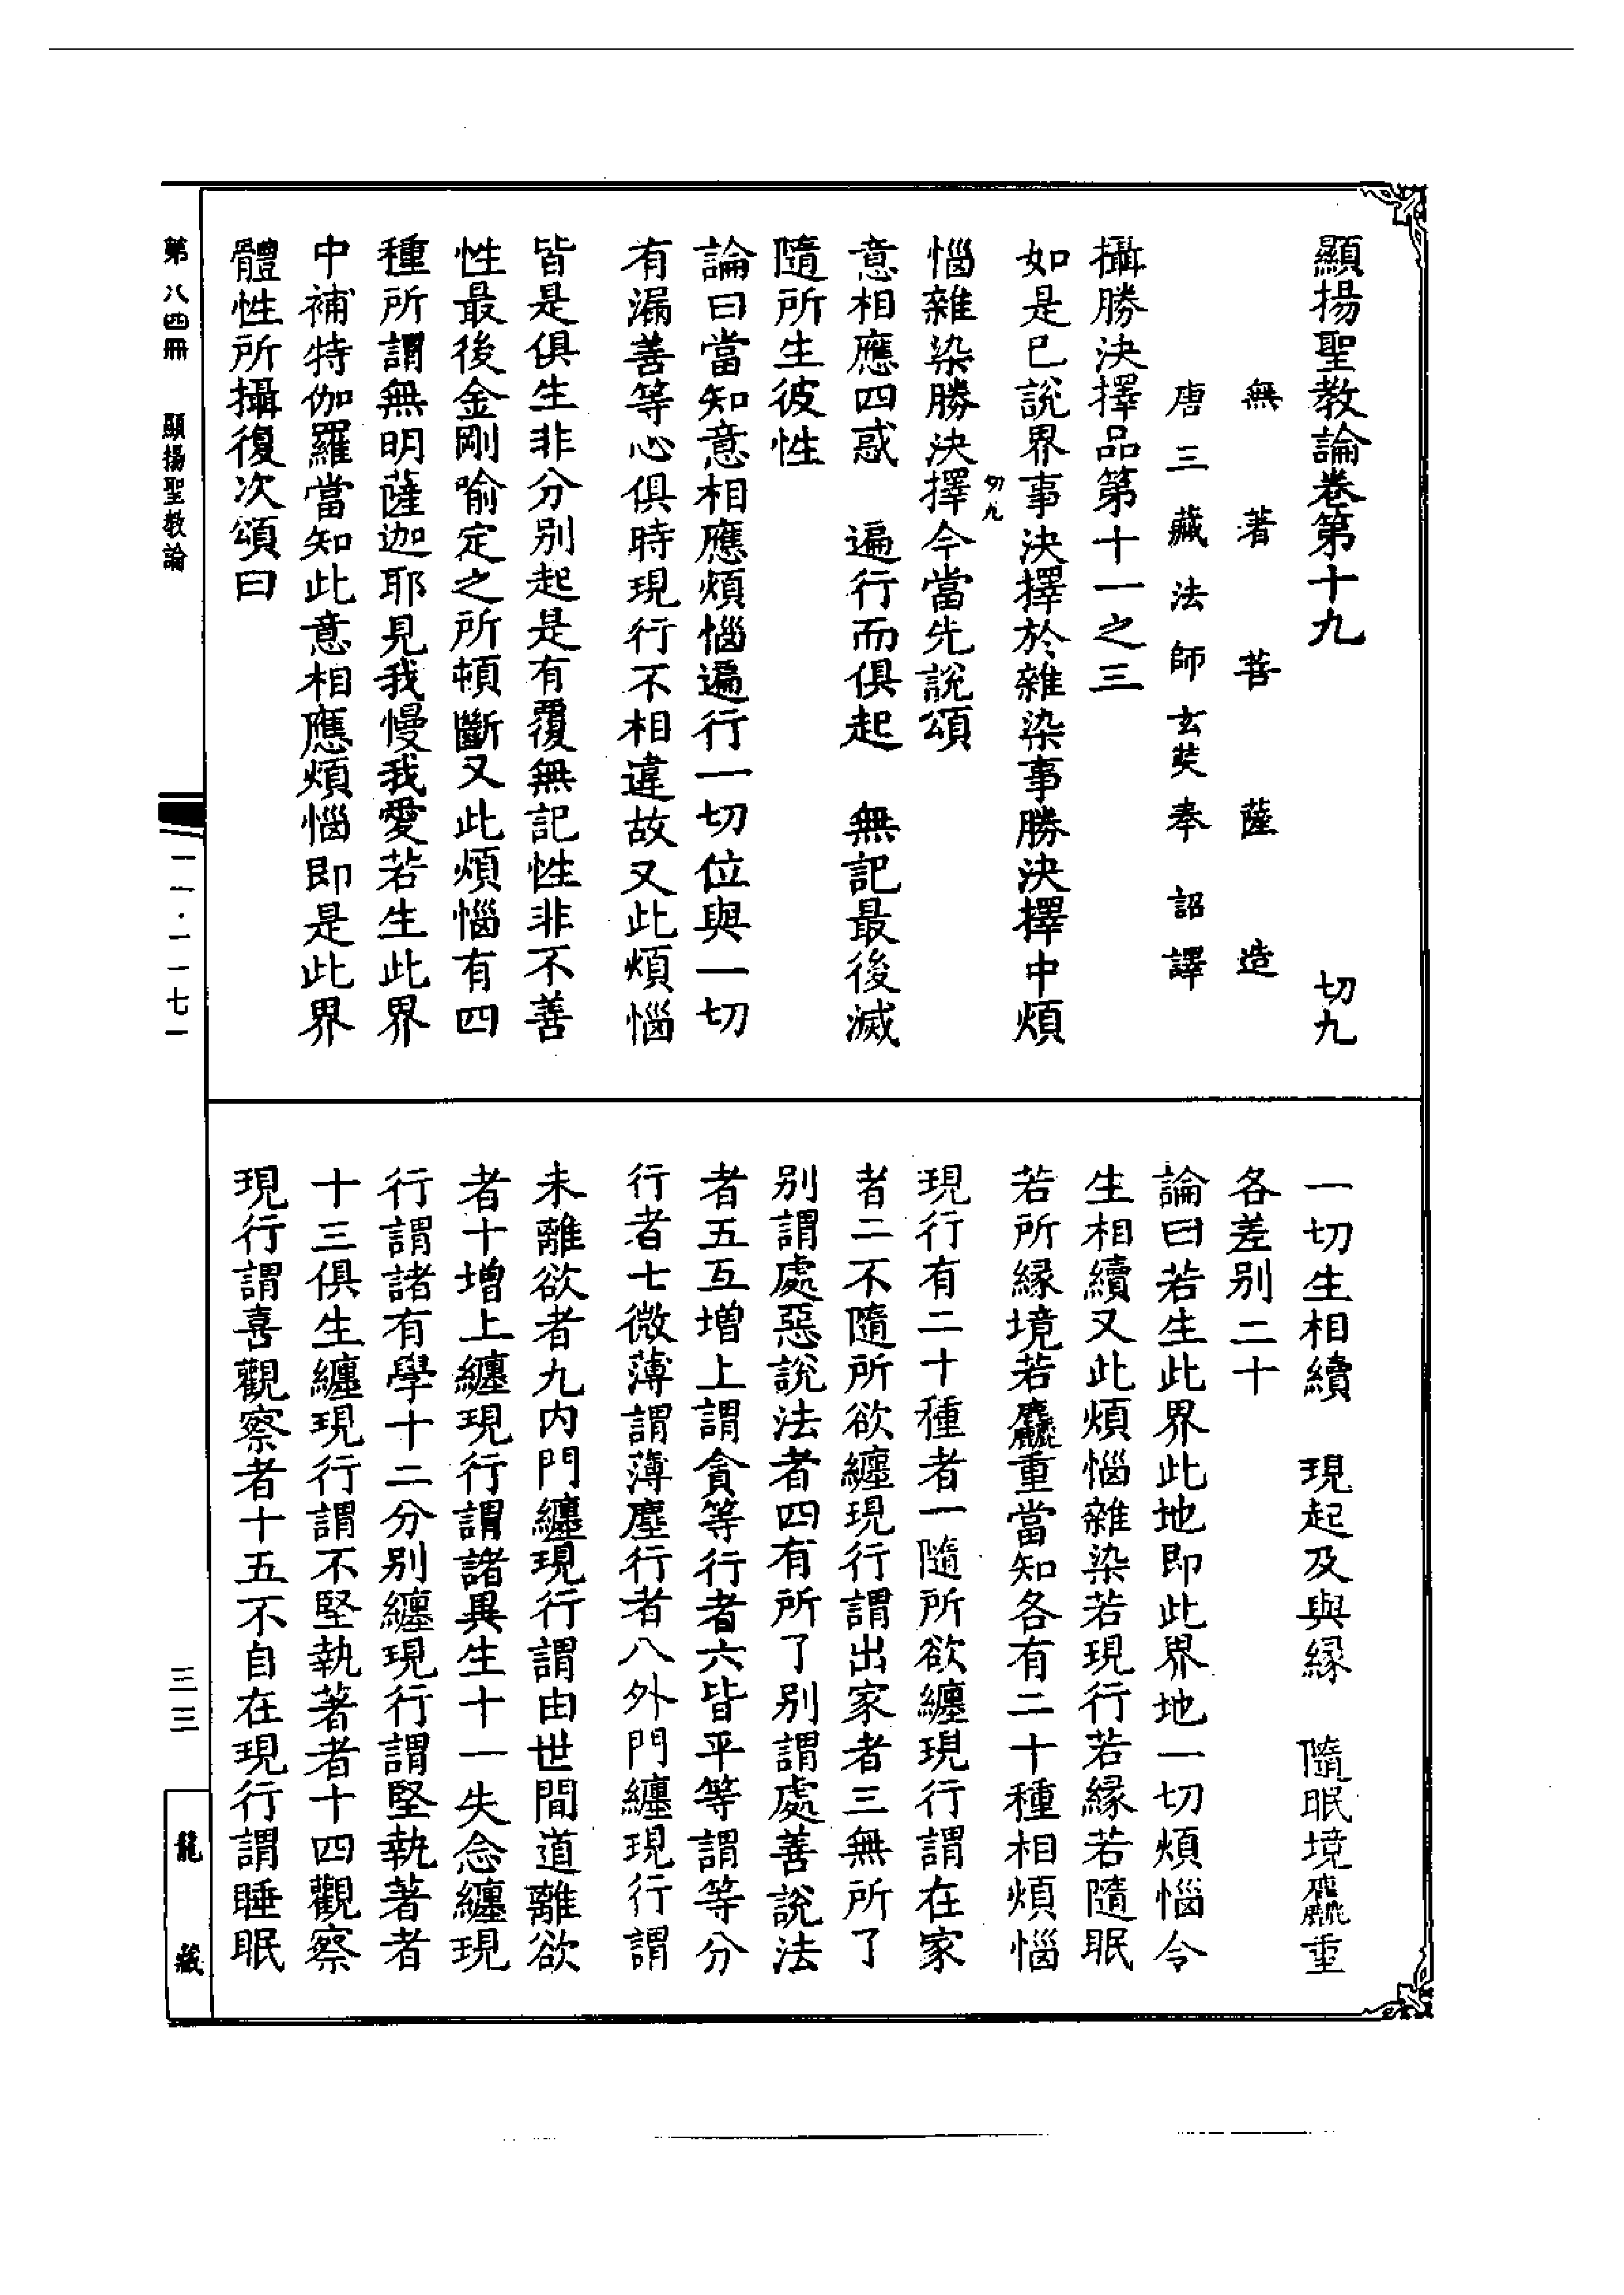 顯揚聖教論卷第十九　切九
無著菩薩造
唐三藏法師玄奘奉詔譯
攝勝決擇品第十一之三
如是已說界事決擇於雜染事勝決擇中煩
惱雜染勝決擇今當先說頌
切九
意相應四惑　遍行而俱起　無記最後滅
隨所生彼性
論曰當知意相應煩惱遍行一切位與一切
有漏善等心俱時現行不相違故又此煩惱
皆是俱生非分別起是有覆無記性非不善
性最後金剛喻定之所頓斷又此煩惱有四
種所謂無明薩迦耶見我慢我愛若生此界
中補特伽羅當知此意相應煩惱即是此界
體性所攝復次頌曰
一切生相續　現起及與緣　隨眠境麤重
各差别二十
論曰若生此界此地即此界地一切煩惱令
生相續又此煩惱雜染若現行若緣若隨眠
若所緣境若麤重當知各有二十種相煩惱
現行有二十種者一隨所欲纏現行謂在家
者二不隨所欲纏現行謂出家者三無所了
别謂處惡說法者四有所了别謂處善說法
者五互增上謂貪等行者六皆平等謂等分
行者七微薄謂薄塵行者八外門纏現行謂
未離欲者九内門纏現行謂由世間道離欲
者十增上纏現行謂諸異生十一失念纏現
行謂諸有學十二分别纏現行謂堅執著者
十三俱生纏現行謂不堅執著者十四觀察
現行謂喜觀察者十五不自在現行謂睡眠
第八四冊　顯揚聖教論
一一·一一七一
三三
龍藏